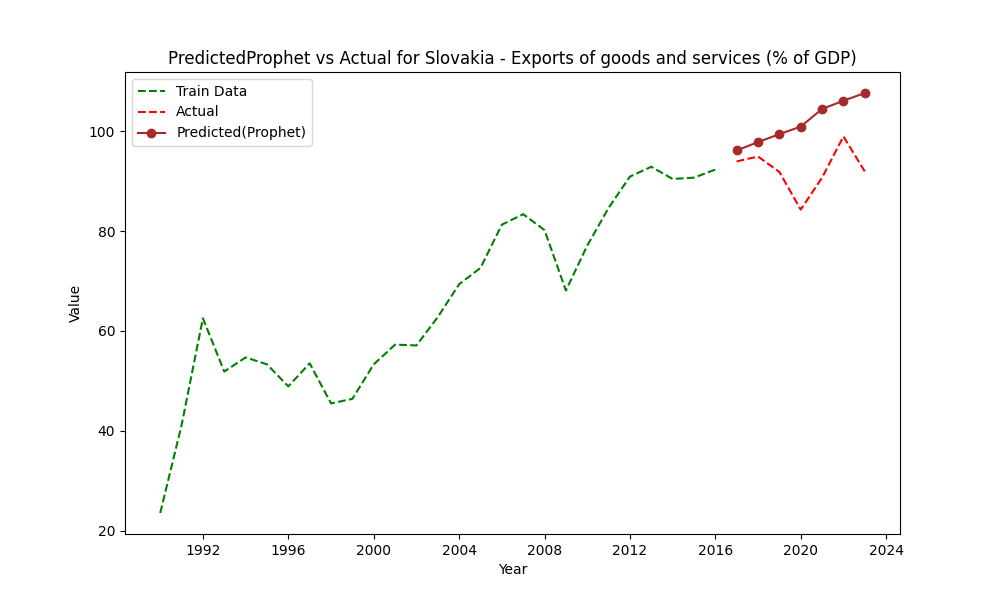 PredictedProphet vs Actual for Slovakia - Exports of goods and services (% of GDP)
Train Data
Actual
Predicted(Prophet)
100
80
60
40
20
Value
1992 1996 2000 2004 2008 2012 2016 2020 2024
Year